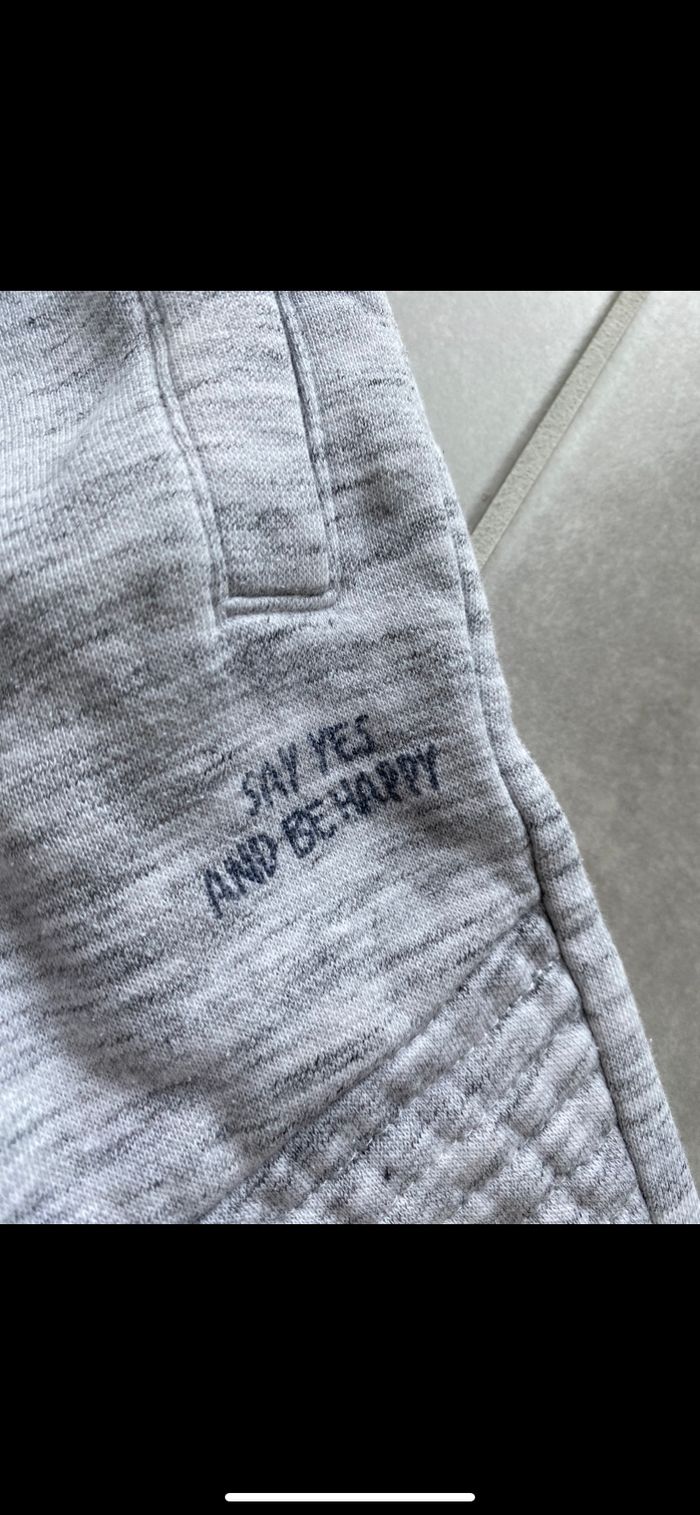 SAY YES
AND BE HAPPY